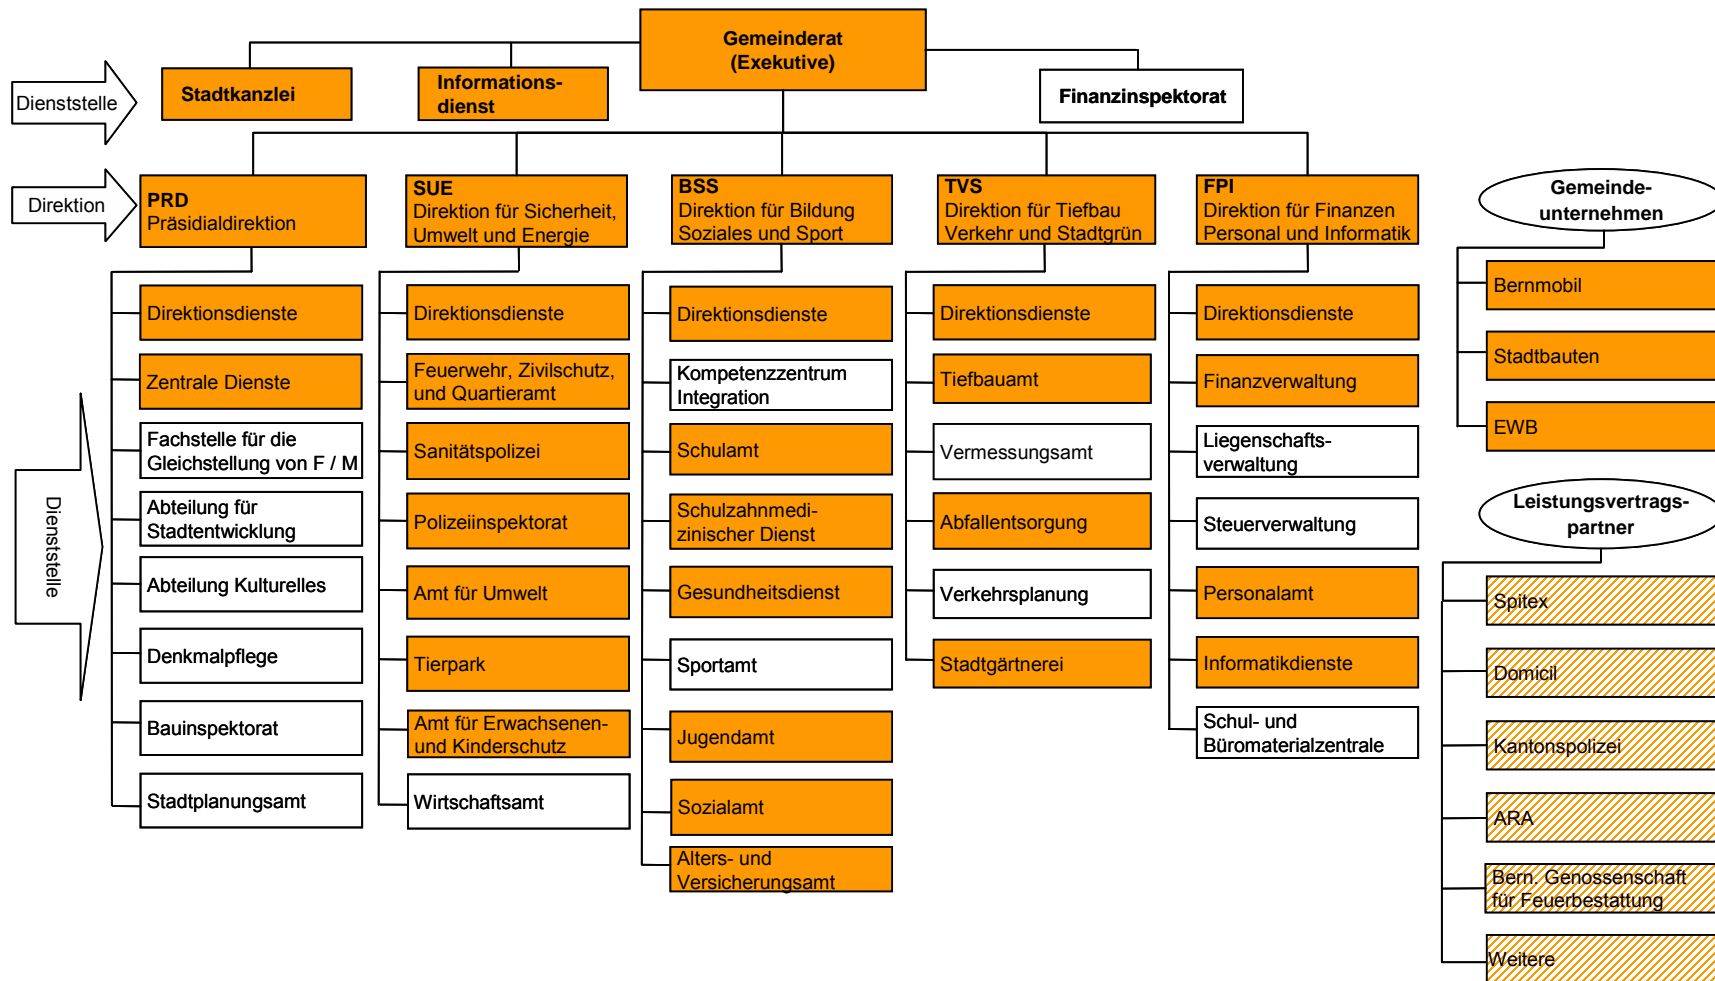 Gemeinderat
(Exekutive)
Dienststelle
Stadtkanzlei
Informations-
dienst
Finanzinspektorat
Direktion
PRD
Präsidialdirektion
SUE
Direktion für Sicherheit,
Umwelt und Energie
BSS
Direktion für Bildung
Soziales und Sport
TVS
Direktion für Tiefbau
Verkehr und Stadtgrün
FPI
Direktion für Finanzen
Personal und Informatik
Gemeinde-
unternehmen
Dienststelle
Direktionsdienste
Zentrale Dienste
Fachstelle für die
Gleichstellung von F / M
Abteilung für
Stadtentwicklung
Abteilung Kulturelles
Denkmalpflege
Bauinspektorat
Stadtplanungsamt
Direktionsdienste
Feuerwehr, Zivilschutz,
und Quartieramt
Sanitätspolizei
Polizeiinspektorat
Amt für Umwelt
Tierpark
Amt für Erwachsenen-
und Kinderschutz
Wirtschaftsamt
Direktionsdienste
Kompetenzzentrum
Integration
Schulamt
Schulzahnmedi-
zinischer Dienst
Gesundheitsdienst
Sportamt
Jugendamt
Sozialamt
Alters- und
Versicherungsamt
Direktionsdienste
Tiefbauamt
Vermessungsamt
Abfallentsorgung
Verkehrsplanung
Stadtgärtnerei
Direktionsdienste
Finanzverwaltung
Liegenschafts-
verwaltung
Steuerverwaltung
Personalamt
Informatikdienste
Schul- und
Büromaterialzentrale
Bernmobil
Stadtbauten
EWB
Leistungsvertrags-
partner
Spitex
Domicil
Kantonspolizei
ARA
Bern. Genossenschaft
für Feuerbestattung
Weitere